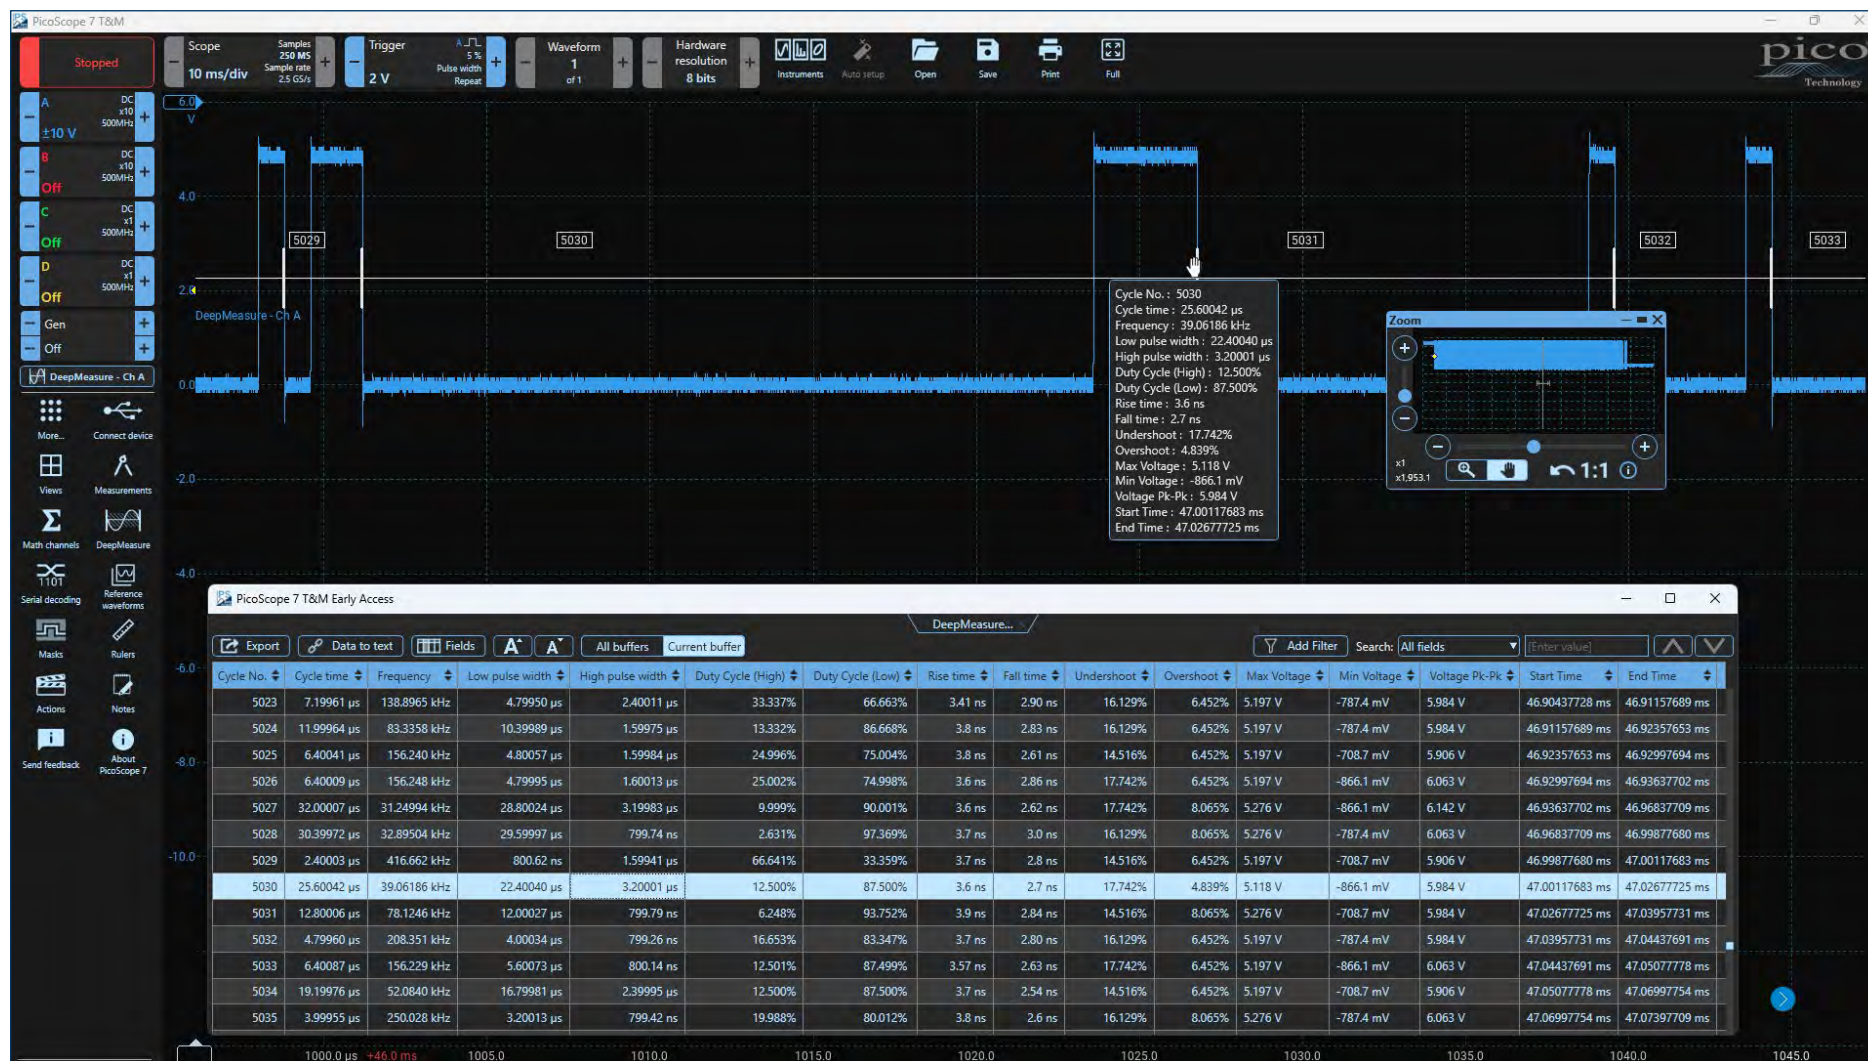 PicoScope 7 T&M
Stopped
Scope
10 ms/div
Samples
250 MS
Sample rate
2.5 GS/s
Trigger
2 V
A
5 %
Pulse width
Repeat
Waveform
1
of 1
Hardware
resolution
8 bits
Instruments
Auto setup
Open
Save
Print
Full
pico
Technology
A
±10 V
DC
x10
500MHz
B
Off
DC
x10
500MHz
C
Off
DC
x1
500MHz
D
Off
DC
x1
500MHz
Gen
Off
DeepMeasure - Ch A
More...
Connect device
Views
Measurements
Math channels
DeepMeasure
1101
Serial decoding
Reference
waveforms
Masks
Rulers
Actions
Notes
Send feedback
About
PicoScope 7
6.0
V
4.0
2.0
0.0
-2.0
-4.0
-6.0
-8.0
-10.0
DeepMeasure - Ch A
5029
5030
5031
5032
5033
Cycle No. : 5030
Cycle time : 25.60042 µs
Frequency : 39.06186 kHz
Low pulse width : 22.40040 µs
High pulse width : 3.20001 µs
Duty Cycle (High) : 12.500%
Duty Cycle (Low) : 87.500%
Rise time : 3.6 ns
Fall time : 2.7 ns
Undershoot : 17.742%
Overshoot : 4.839%
Max Voltage : 5.118 V
Min Voltage : -866.1 mV
Voltage Pk-Pk : 5.984 V
Start Time : 47.00117683 ms
End Time : 47.02677725 ms
Zoom
x1
x1,953.1
1:1
PicoScope 7 T&M Early Access
DeepMeasure...
Export Data to text Fields A A All buffers Current buffer Add Filter Search: All fields [Enter value]
Cycle No. Cycle time Frequency Low pulse width High pulse width Duty Cycle (High) Duty Cycle (Low) Rise time Fall time Undershoot Overshoot Max Voltage Min Voltage Voltage Pk-Pk Start Time End Time
5023 7.19961 µs 138.8965 kHz 4.79950 µs 2.40011 µs 33.337% 66.663% 3.41 ns 2.90 ns 16.129% 6.452% 5.197 V -787.4 mV 5.984 V 46.90437728 ms 46.91157689 ms
5024 11.99964 µs 83.3358 kHz 10.39989 µs 1.59975 µs 13.332% 86.668% 3.8 ns 2.83 ns 16.129% 6.452% 5.197 V -787.4 mV 5.984 V 46.91157689 ms 46.92357653 ms
5025 6.40041 µs 156.240 kHz 4.80057 µs 1.59984 µs 24.996% 75.004% 3.8 ns 2.61 ns 14.516% 6.452% 5.197 V -708.7 mV 5.906 V 46.92357653 ms 46.92997694 ms
5026 6.40009 µs 156.248 kHz 4.79995 µs 1.60013 µs 25.002% 74.998% 3.6 ns 2.86 ns 17.742% 6.452% 5.197 V -866.1 mV 6.063 V 46.92997694 ms 46.93637702 ms
5027 32.00007 µs 31.24994 kHz 28.80024 µs 3.19983 µs 9.999% 90.001% 3.6 ns 2.62 ns 17.742% 8.065% 5.276 V -866.1 mV 6.142 V 46.93637702 ms 46.96837709 ms
5028 30.39972 µs 32.89504 kHz 29.59997 µs 799.74 ns 2.631% 97.369% 3.7 ns 3.0 ns 16.129% 8.065% 5.276 V -787.4 mV 6.063 V 46.96837709 ms 46.99877680 ms
5029 2.40003 µs 416.662 kHz 800.62 ns 1.59941 µs 66.641% 33.359% 3.7 ns 2.8 ns 14.516% 6.452% 5.197 V -708.7 mV 5.906 V 46.99877680 ms 47.00117683 ms
5030 25.60042 µs 39.06186 kHz 22.40040 µs 3.20001 µs 12.500% 87.500% 3.6 ns 2.7 ns 17.742% 4.839% 5.118 V -866.1 mV 5.984 V 47.00117683 ms 47.02677725 ms
5031 12.80006 µs 78.1246 kHz 12.00027 µs 799.79 ns 6.248% 93.752% 3.9 ns 2.84 ns 14.516% 8.065% 5.276 V -708.7 mV 5.984 V 47.02677725 ms 47.03957731 ms
5032 4.79960 µs 208.351 kHz 4.00034 µs 799.26 ns 16.653% 83.347% 3.7 ns 2.80 ns 16.129% 6.452% 5.197 V -787.4 mV 5.984 V 47.03957731 ms 47.04437691 ms
5033 6.40087 µs 156.229 kHz 5.60073 µs 800.14 ns 12.501% 87.499% 3.57 ns 2.63 ns 17.742% 6.452% 5.197 V -866.1 mV 6.063 V 47.04437691 ms 47.05077778 ms
5034 19.19976 µs 52.0840 kHz 16.79981 µs 2.39995 µs 12.500% 87.500% 3.7 ns 2.54 ns 14.516% 6.452% 5.197 V -708.7 mV 5.906 V 47.05077778 ms 47.06997754 ms
5035 3.99955 µs 250.028 kHz 3.20013 µs 799.42 ns 19.988% 80.012% 3.8 ns 2.6 ns 16.129% 8.065% 5.276 V -787.4 mV 6.063 V 47.06997754 ms 47.07397709 ms
1000.0 µs +46.0 ms 1005.0 1010.0 1015.0 1020.0 1025.0 1030.0 1035.0 1040.0 1045.0